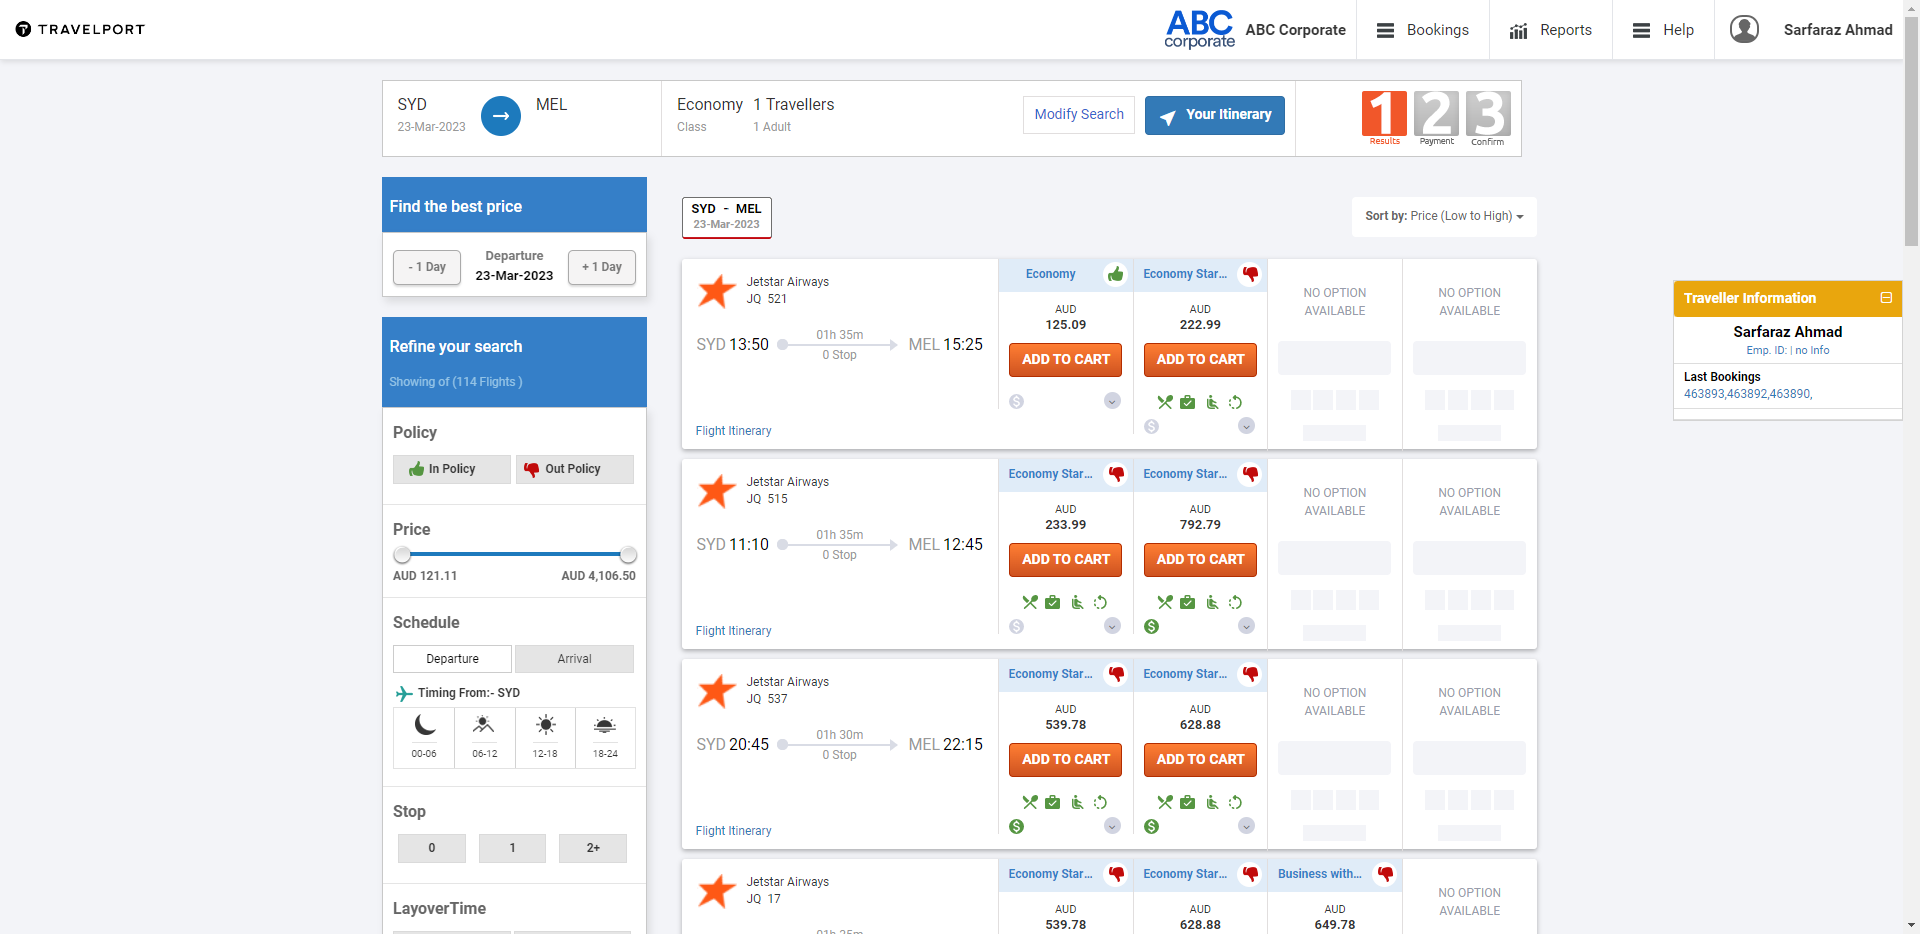 TRAVELPORT
ABC
corporate
ABC Corporate
Bookings
Reports
Help
Sarfaraz Ahmad
SYD
23-Mar-2023
MEL
Economy
Class
1 Travellers
1 Adult
Modify Search
Your Itinerary
1
Results
2
Payment
3
Confirm
Find the best price
- 1 Day
Departure
23-Mar-2023
+ 1 Day
Refine your search
Showing of (114 Flights )
Policy
In Policy
Out Policy
Price
AUD 121.11
AUD 4,106.50
Schedule
Departure
Arrival
Timing From:- SYD
00-06
06-12
12-18
18-24
Stop
0
1
2+
LayoverTime
SYD - MEL
23-Mar-2023
Sort by: Price (Low to High)
Jetstar Airways
JQ 521
SYD 13:50
01h 35m
0 Stop
MEL 15:25
Flight Itinerary
Economy
AUD
125.09
ADD TO CART
Economy Star...
AUD
222.99
ADD TO CART
NO OPTION
AVAILABLE
NO OPTION
AVAILABLE
Jetstar Airways
JQ 515
SYD 11:10
01h 35m
0 Stop
MEL 12:45
Flight Itinerary
Economy Star...
AUD
233.99
ADD TO CART
Economy Star...
AUD
792.79
ADD TO CART
NO OPTION
AVAILABLE
NO OPTION
AVAILABLE
Jetstar Airways
JQ 537
SYD 20:45
01h 30m
0 Stop
MEL 22:15
Flight Itinerary
Economy Star...
AUD
539.78
ADD TO CART
Economy Star...
AUD
628.88
ADD TO CART
NO OPTION
AVAILABLE
NO OPTION
AVAILABLE
Jetstar Airways
JQ 17
Economy Star...
AUD
539.78
Economy Star...
AUD
628.88
Business with...
AUD
649.78
NO OPTION
AVAILABLE
Traveller Information
Sarfaraz Ahmad
Emp. ID: | no Info
Last Bookings
463893,463892,463890,